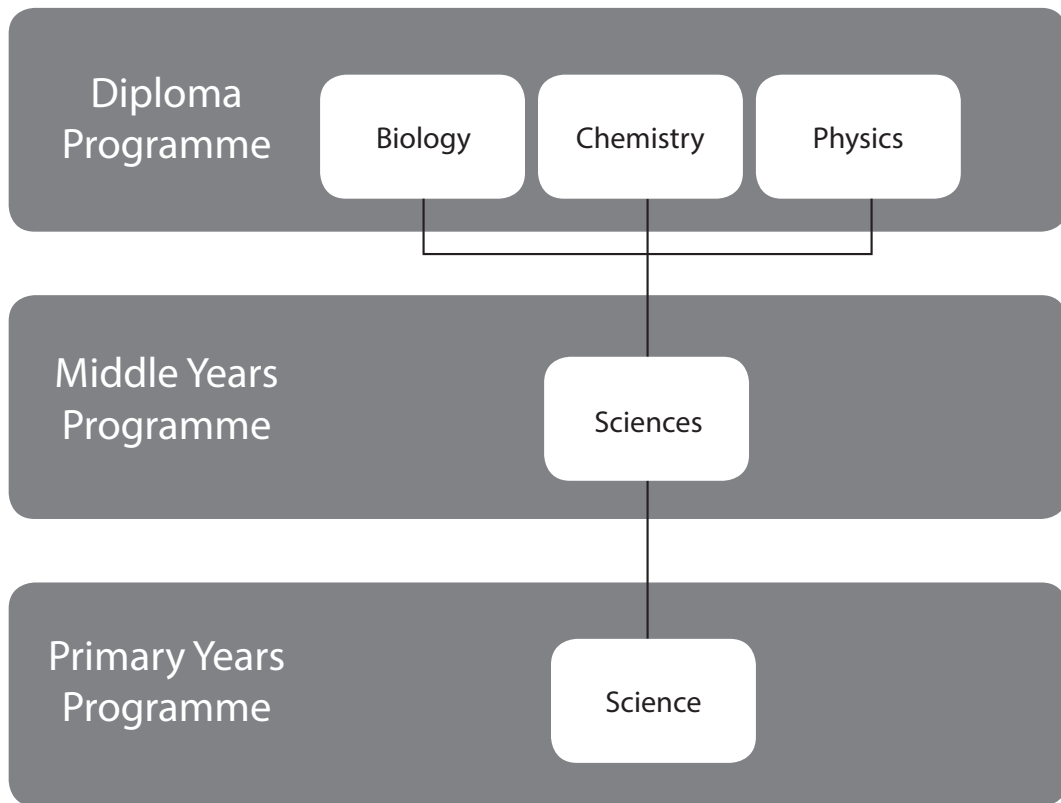 Diploma
Programme
Biology
Chemistry
Physics
Middle Years
Programme
Sciences
Primary Years
Programme
Science